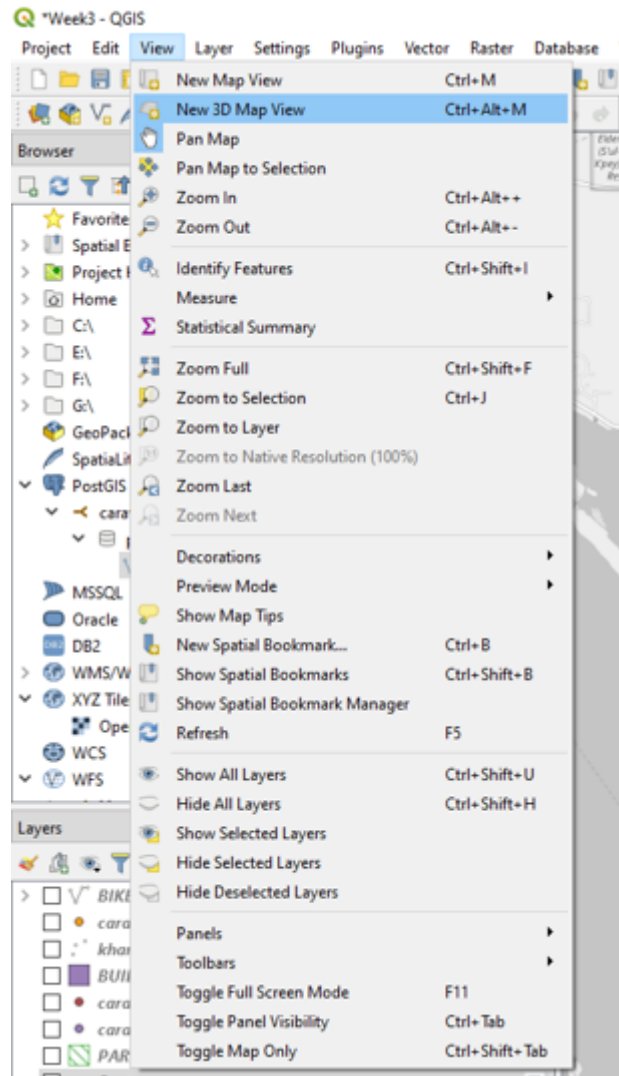 *Week3 - QGIS
Project Edit View Layer Settings Plugins Vector Raster Database
New Map View Ctrl+M
New 3D Map View Ctrl+Alt+M
Browser
Pan Map
Pan Map to Selection
Zoom In Ctrl+Alt++
Favorite
Zoom Out Ctrl+Alt+-
Spatial
Project Identify Features Ctrl+Shift+I
Home Measure
C:\ Statistical Summary
E:\ Zoom Full Ctrl+Shift+F
F:\
G:\ Zoom to Selection Ctrl+J
GeoPack Zoom to Layer
SpatiaLit Zoom to Native Resolution (100%)
PostGIS Zoom Last
cara Zoom Next
Decorations
Preview Mode
MSSQL
Oracle Show Map Tips
DB2 New Spatial Bookmark... Ctrl+B
WMS/W Show Spatial Bookmarks Ctrl+Shift+B
XYZ Tile Show Spatial Bookmark Manager
Ope Refresh F5
WCS
WFS Show All Layers Ctrl+Shift+U
Hide All Layers Ctrl+Shift+H
Layers Show Selected Layers
Hide Selected Layers
BIKE Hide Deselected Layers
cara
Panels
khar
Toolbars
BUI
Toggle Full Screen Mode F11
cara
Toggle Panel Visibility Ctrl+Tab
cara
PAR Toggle Map Only Ctrl+Shift+Tab